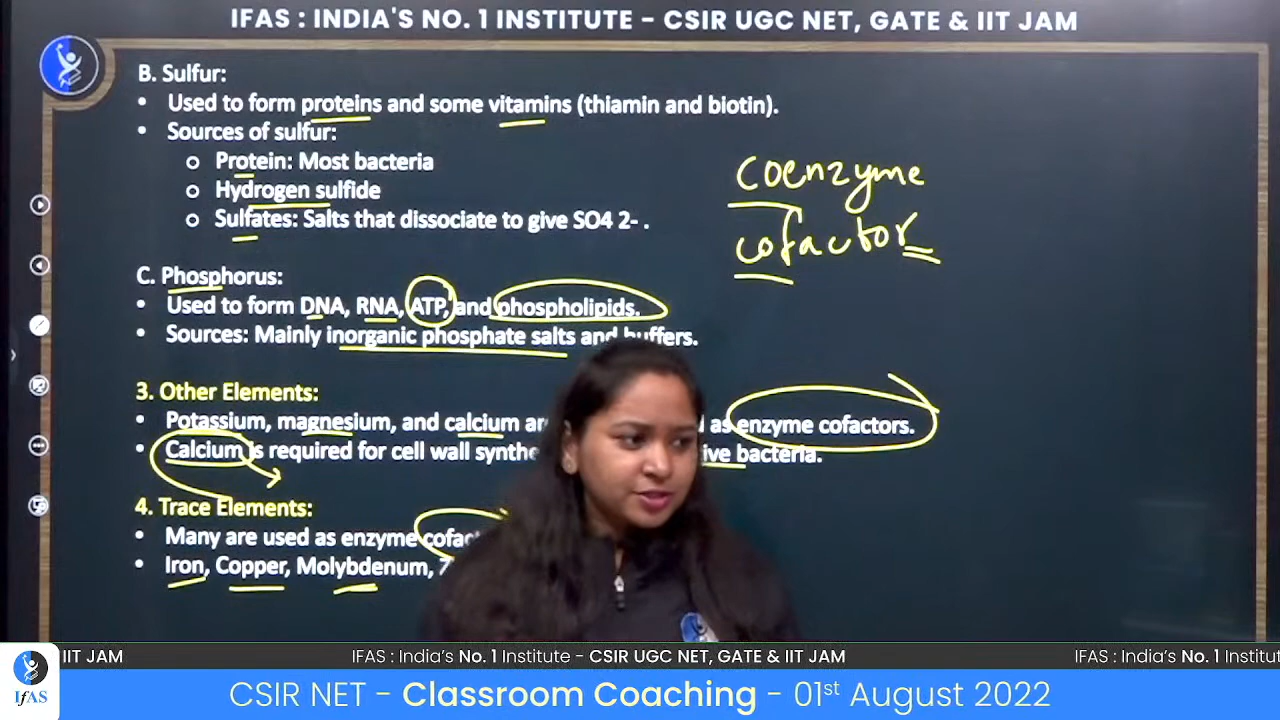 IFAS : INDIA'S NO. 1 INSTITUTE - CSIR UGC NET, GATE & IIT JAM
B. Sulfur:
• Used to form proteins and some vitamins (thiamin and biotin).
• Sources of sulfur:
o Protein: Most bacteria
o Hydrogen sulfide
o Sulfates: Salts that dissociate to give SO4 2- .
coenzyme
cofactor
C. Phosphorus:
• Used to form DNA, RNA, ATP, and phospholipids.
• Sources: Mainly inorganic phosphate salts and buffers.
3. Other Elements:
• Potassium, magnesium, and calcium as enzyme cofactors.
• Calcium is required for cell wall bacteria.
4. Trace Elements:
• Many are used as enzyme
• Iron, Copper, Molybdenum,
IIT JAM
IFAS : India's No. 1 Institute - CSIR UGC NET, GATE & IIT JAM
IFAS : India's No. 1
IFAS
CSIR NET - Classroom Coaching - 01st August 2022